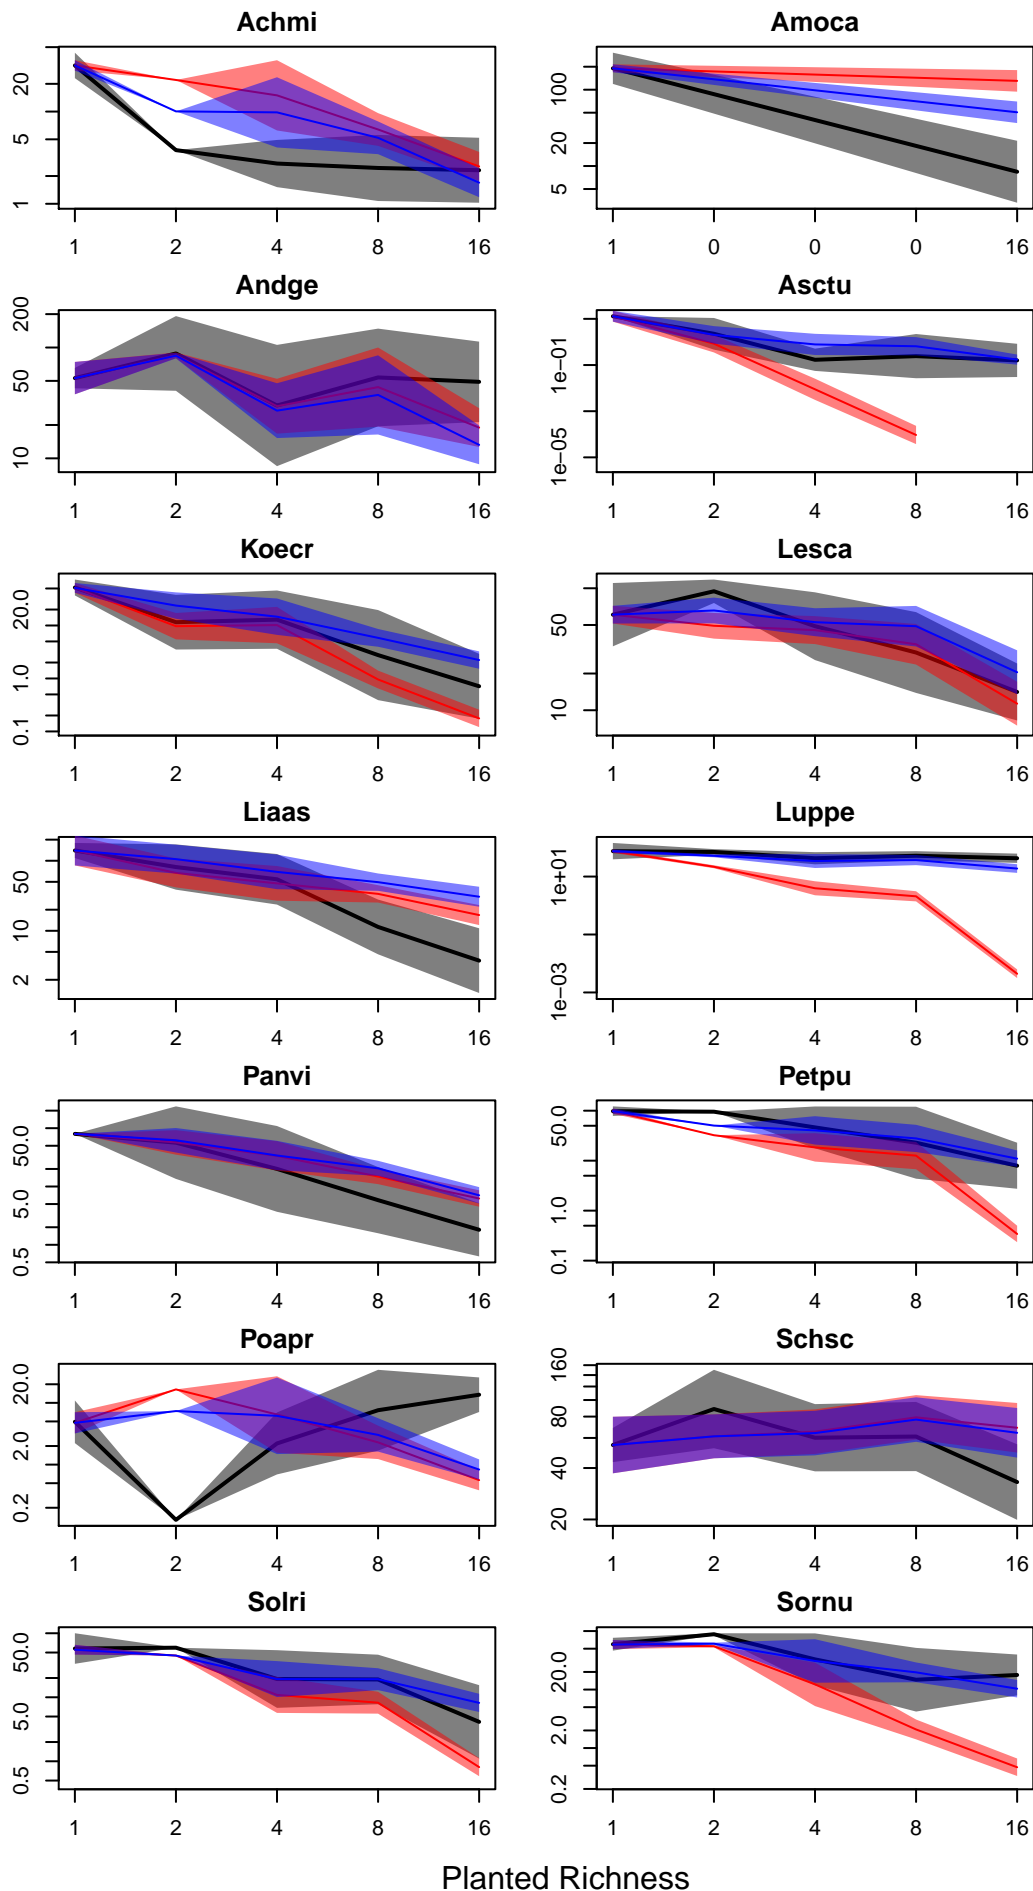 Achmi
20
5
1
1 2 4 8 16
Amoca
100
20
5
1 0 0 0 16
Andge
200
50
10
1 2 4 8 16
Asctu
1e−01
1e−05
1 2 4 8 16
Koecr
20.0
1.0
0.1
1 2 4 8 16
Lesca
50
10
1 2 4 8 16
Liaas
50
10
2
1 2 4 8 16
Luppe
1e+01
1e−03
1 2 4 8 16
Panvi
50.0
5.0
0.5
1 2 4 8 16
Petpu
50.0
1.0
0.1
1 2 4 8 16
Poapr
20.0
2.0
0.2
1 2 4 8 16
Schsc
160
80
40
20
1 2 4 8 16
Solri
50.0
5.0
0.5
1 2 4 8 16
Sornu
20.0
2.0
0.2
1 2 4 8 16
Planted Richness